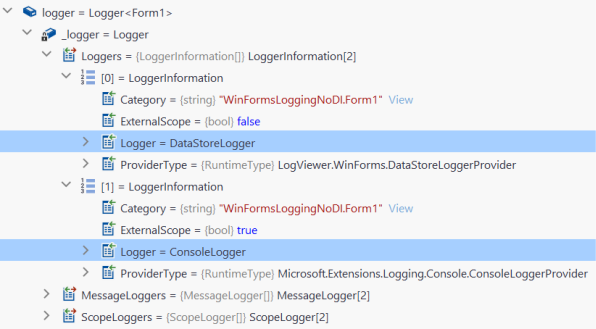 logger = Logger<Form1>
_logger = Logger
Loggers = {LoggerInformation[]} LoggerInformation[2]
[0] = LoggerInformation
Category = {string} "WinFormsLoggingNoDI.Form1" View
ExternalScope = {bool} false
Logger = DataStoreLogger
ProviderType = {RuntimeType} LogViewer.WinForms.DataStoreLoggerProvider
[1] = LoggerInformation
Category = {string} "WinFormsLoggingNoDI.Form1" View
ExternalScope = {bool} true
Logger = ConsoleLogger
ProviderType = {RuntimeType} Microsoft.Extensions.Logging.Console.ConsoleLoggerProvider
MessageLoggers = {MessageLogger[]} MessageLogger[2]
ScopeLoggers = {ScopeLogger[]} ScopeLogger[2]